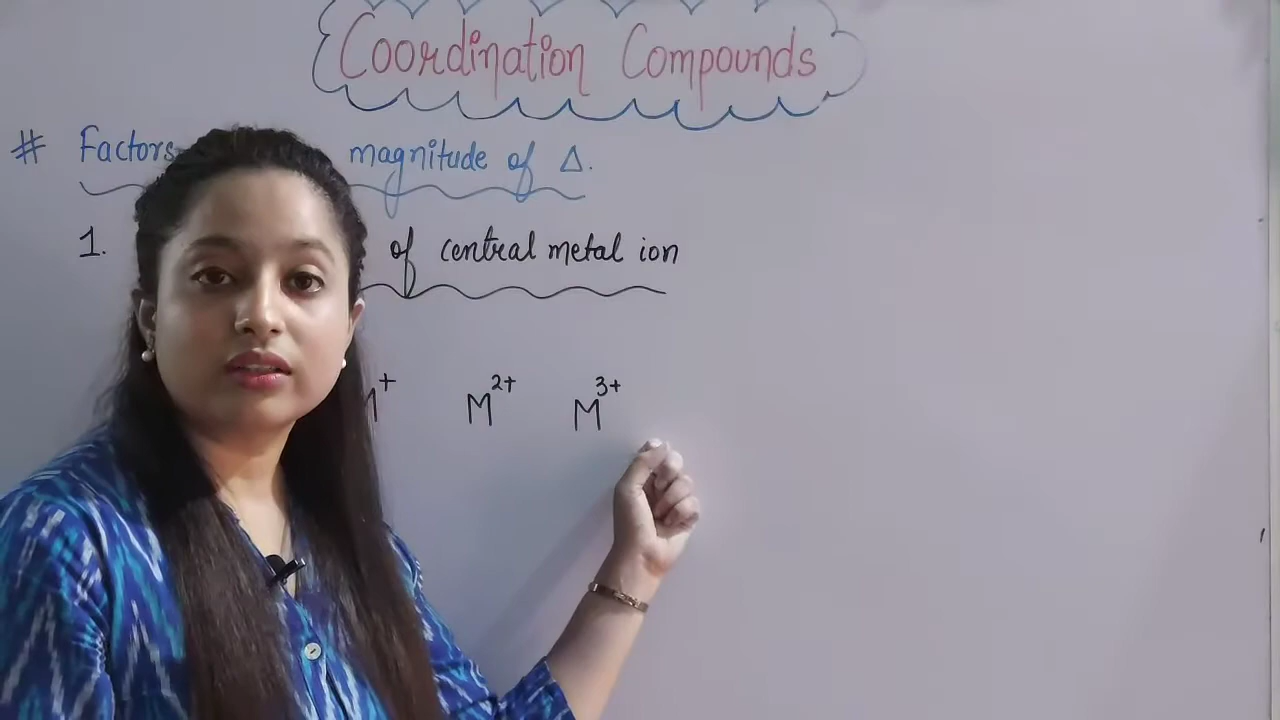 Coordination Compounds
# Factors magnitude of Δ.
1. of central metal ion
M⁺ M²⁺ M³⁺